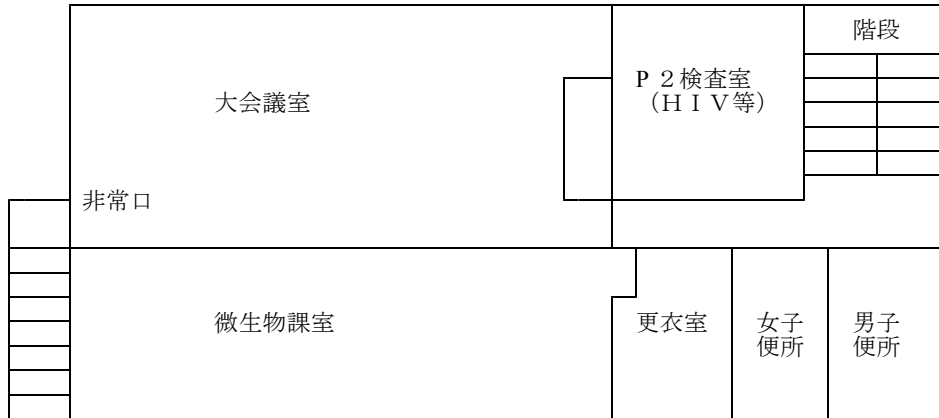 階段
P２検査室
（ＨＩＶ等）
大会議室
非常口
微生物課室
更衣室
女子
便所
男子
便所